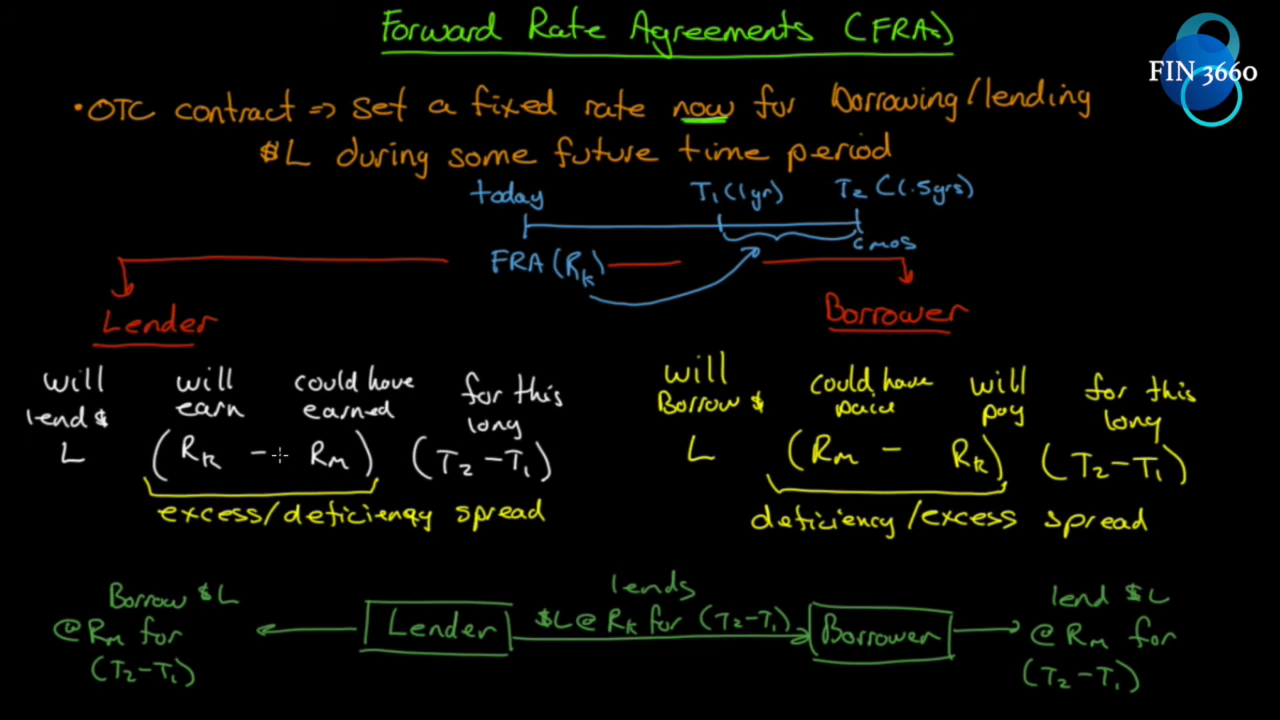 Forward Rate Agreements (FRAs)
FIN 3660
• OTC contract => Set a fixed rate now for Borrowing/lending
$L during some future time period
today T₁ (1yr) T₂ (1.5yrs)
6mos
FRA (Rₖ)
Lender
Borrower
will will could have for this
lend $ earn earned long
L (Rₖ - Rₘ) (T₂ - T₁)
excess/deficiency spread
will could have will for this
Borrow $ paid pay long
L (Rₘ - Rₖ) (T₂ - T₁)
deficiency/excess spread
Borrow $L
@ Rₘ for
(T₂ - T₁)
Lender
lends
$L @ Rₖ for (T₂ - T₁)
Borrower
lend $L
@ Rₘ for
(T₂ - T₁)